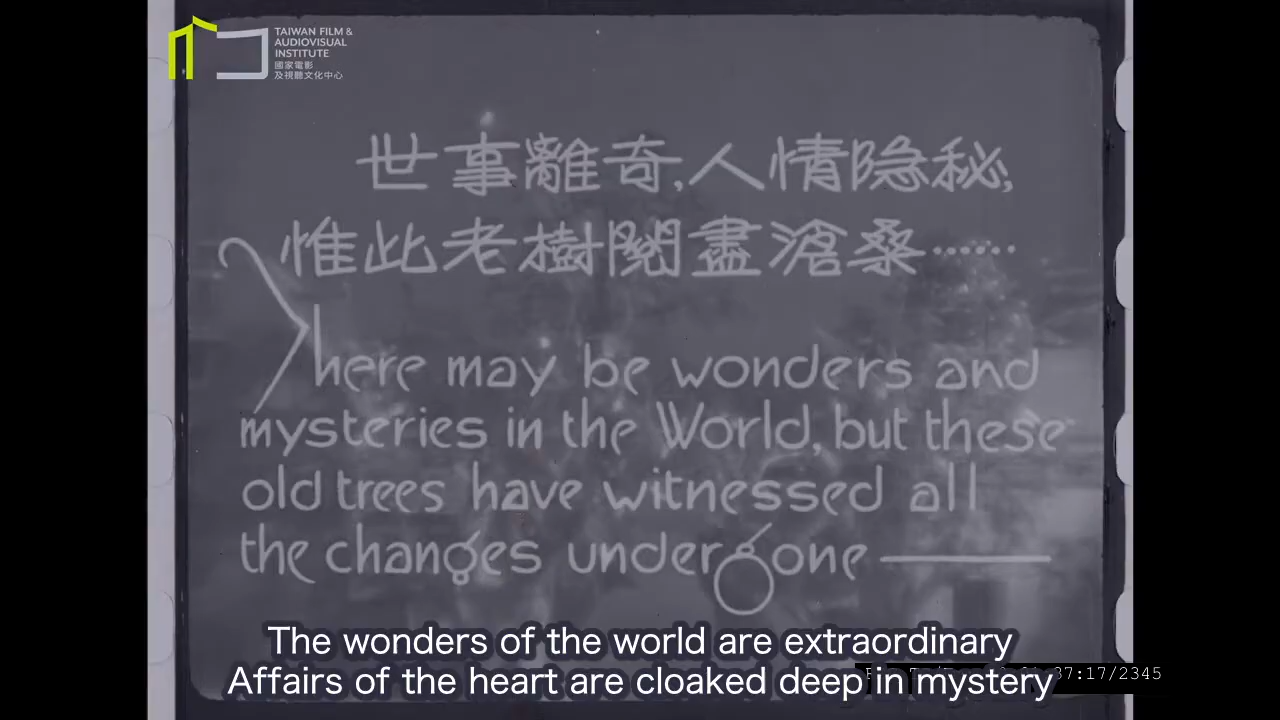 TAIWAN FILM &
AUDIOVISUAL
INSTITUTE
國家電影
及視聽文化中心
世事離奇,人情隐秘,
惟此老樹閱盡滄桑……
There may be wonders and
mysteries in the World, but these
old trees have witnessed all
the changes undergone
The wonders of the world are extraordinary
Affairs of the heart are cloaked deep in mystery
37:17/2345